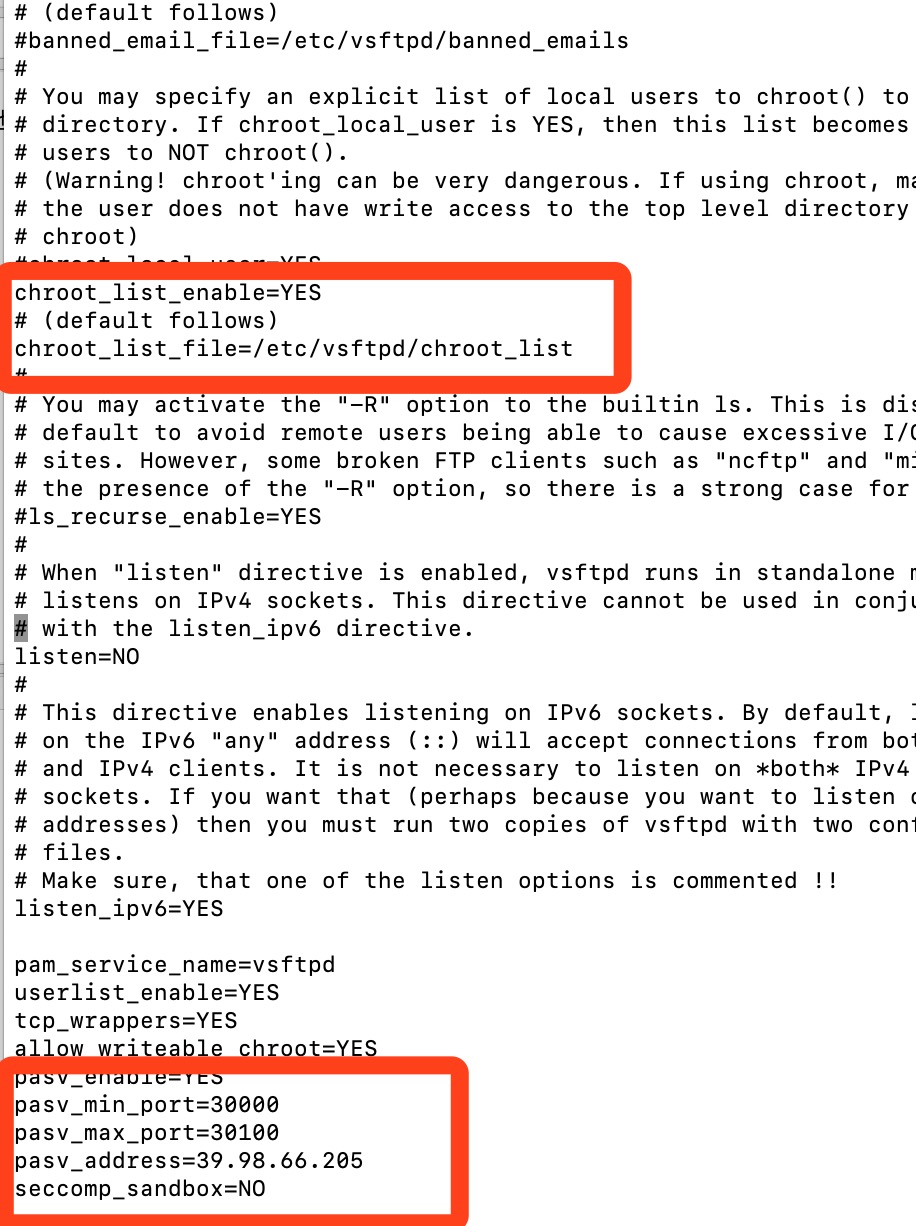 # (default follows)
#banned_email_file=/etc/vsftpd/banned_emails
#
# You may specify an explicit list of local users to chroot() to
# directory. If chroot_local_user is YES, then this list becomes
# users to NOT chroot().
# (Warning! chroot'ing can be very dangerous. If using chroot, ma
# the user does not have write access to the top level directory
# chroot)
#chroot_local_user=YES
chroot_list_enable=YES
# (default follows)
chroot_list_file=/etc/vsftpd/chroot_list
#
# You may activate the "-R" option to the builtin ls. This is dis
# default to avoid remote users being able to cause excessive I/O
# sites. However, some broken FTP clients such as "ncftp" and "mi
# the presence of the "-R" option, so there is a strong case for
#ls_recurse_enable=YES
#
# When "listen" directive is enabled, vsftpd runs in standalone m
# listens on IPv4 sockets. This directive cannot be used in conju
# with the listen_ipv6 directive.
listen=NO
#
# This directive enables listening on IPv6 sockets. By default, l
# on the IPv6 "any" address (::) will accept connections from bot
# and IPv4 clients. It is not necessary to listen on *both* IPv4
# sockets. If you want that (perhaps because you want to listen o
# addresses) then you must run two copies of vsftpd with two conf
# files.
# Make sure, that one of the listen options is commented !!
listen_ipv6=YES
pam_service_name=vsftpd
userlist_enable=YES
tcp_wrappers=YES
allow_writeable_chroot=YES
pasv_enable=YES
pasv_min_port=30000
pasv_max_port=30100
pasv_address=39.98.66.205
seccomp_sandbox=NO